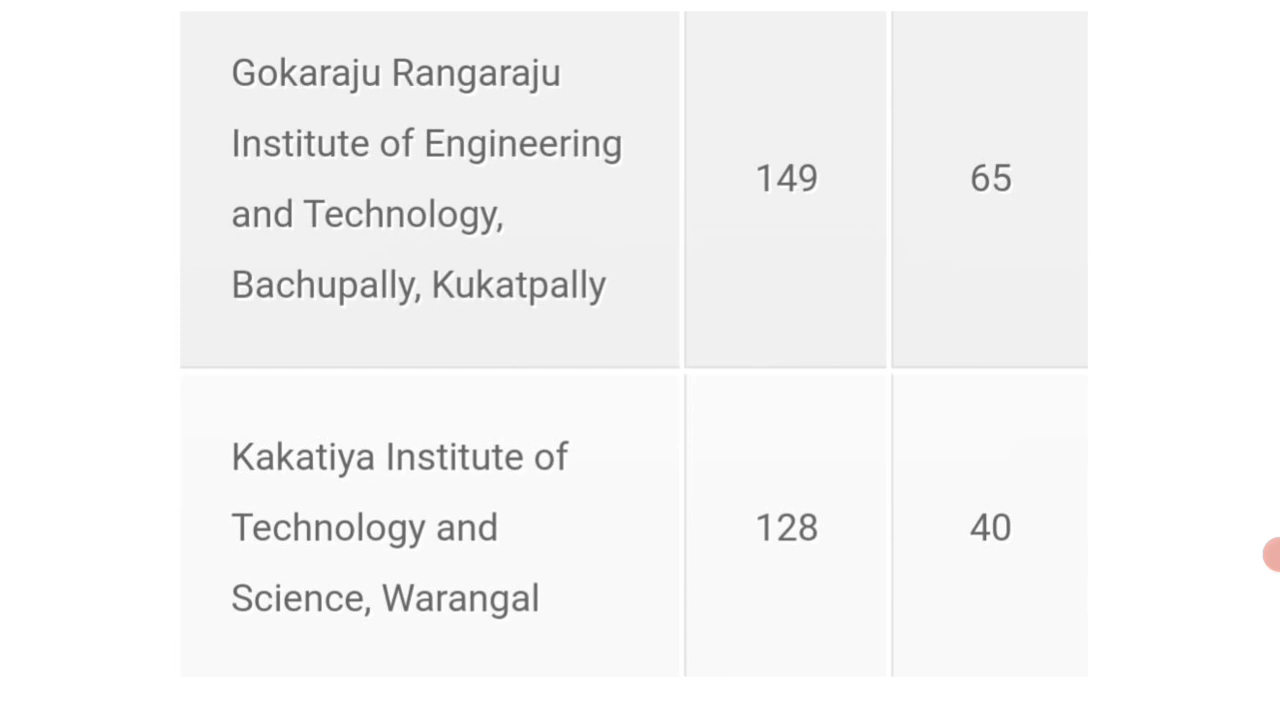 Gokaraju Rangaraju
Institute of Engineering
and Technology,
Bachupally, Kukatpally
149
65
Kakatiya Institute of
Technology and
Science, Warangal
128
40